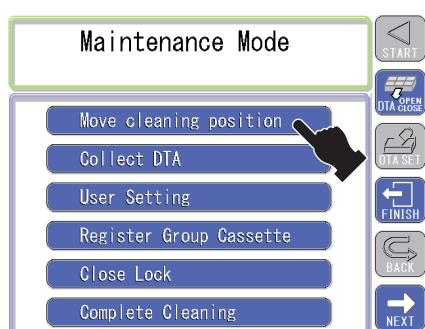 Maintenance Mode
START
DTA OPEN
CLOSE
Move cleaning position
Collect DTA
DTA SET
User Setting
FINISH
Register Group Cassette
Close Lock
BACK
Complete Cleaning
NEXT